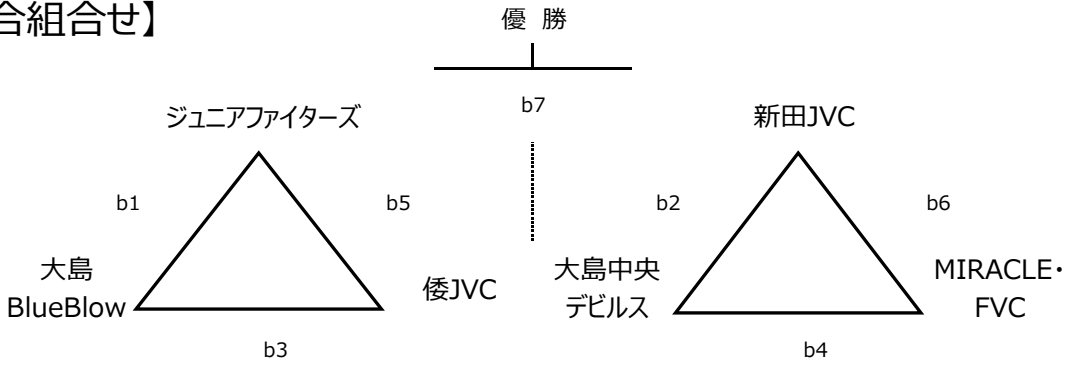 合組合せ】
優 勝
b7
ジュニアファイターズ
新田JVC
b1
b5
b2
b6
大島
BlueBlow
倭JVC
大島中央
デビルス
MIRACLE・
FVC
b3
b4